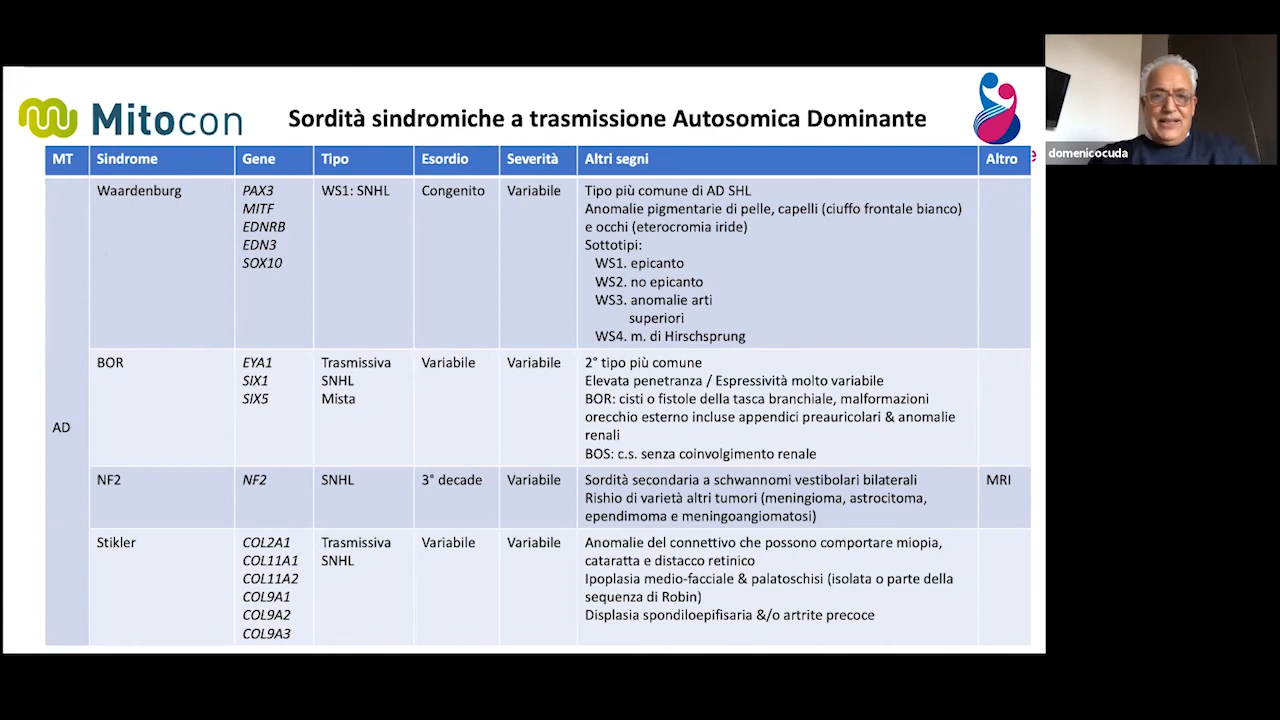 Mitocon
Sordità sindromiche a trasmissione Autosomica Dominante
domenicocuda
MT Sindrome Gene Tipo Esordio Severità Altri segni Altro
AD
Waardenburg
PAX3
MITF
EDNRB
EDN3
SOX10
WS1: SNHL
Congenito
Variabile
Tipo più comune di AD SHL
Anomalie pigmentarie di pelle, capelli (ciuffo frontale bianco)
e occhi (eterocromia iride)
Sottotipi:
WS1. epicanto
WS2. no epicanto
WS3. anomalie arti
superiori
WS4. m. di Hirschsprung
BOR
EYA1
SIX1
SIX5
Trasmissiva
SNHL
Mista
Variabile
Variabile
2° tipo più comune
Elevata penetranza / Espressività molto variabile
BOR: cisti o fistole della tasca branchiale, malformazioni
orecchio esterno incluse appendici preauricolari & anomalie
renali
BOS: c.s. senza coinvolgimento renale
NF2
NF2
SNHL
3° decade
Variabile
Sordità secondaria a schwannomi vestibolari bilaterali
Rishio di varietà altri tumori (meningioma, astrocitoma,
ependimoma e meningoangiomatosi)
MRI
Stikler
COL2A1
COL11A1
COL11A2
COL9A1
COL9A2
COL9A3
Trasmissiva
SNHL
Variabile
Variabile
Anomalie del connettivo che possono comportare miopia,
cataratta e distacco retinico
Ipoplasia medio-facciale & palatoschisi (isolata o parte della
sequenza di Robin)
Displasia spondiloepifisaria &/o artrite precoce